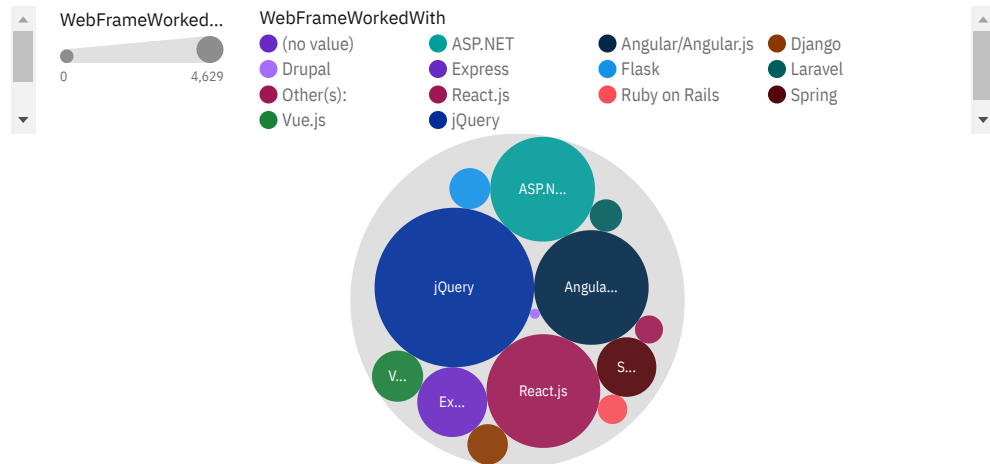 WebFrameWorked...
0 4,629
WebFrameWorkedWith
(no value) ASP.NET Angular/Angular.js Django
Drupal Express Flask Laravel
Other(s): React.js Ruby on Rails Spring
Vue.js jQuery
ASP.N...
jQuery Angula...
S...
V...
React.js
Ex...